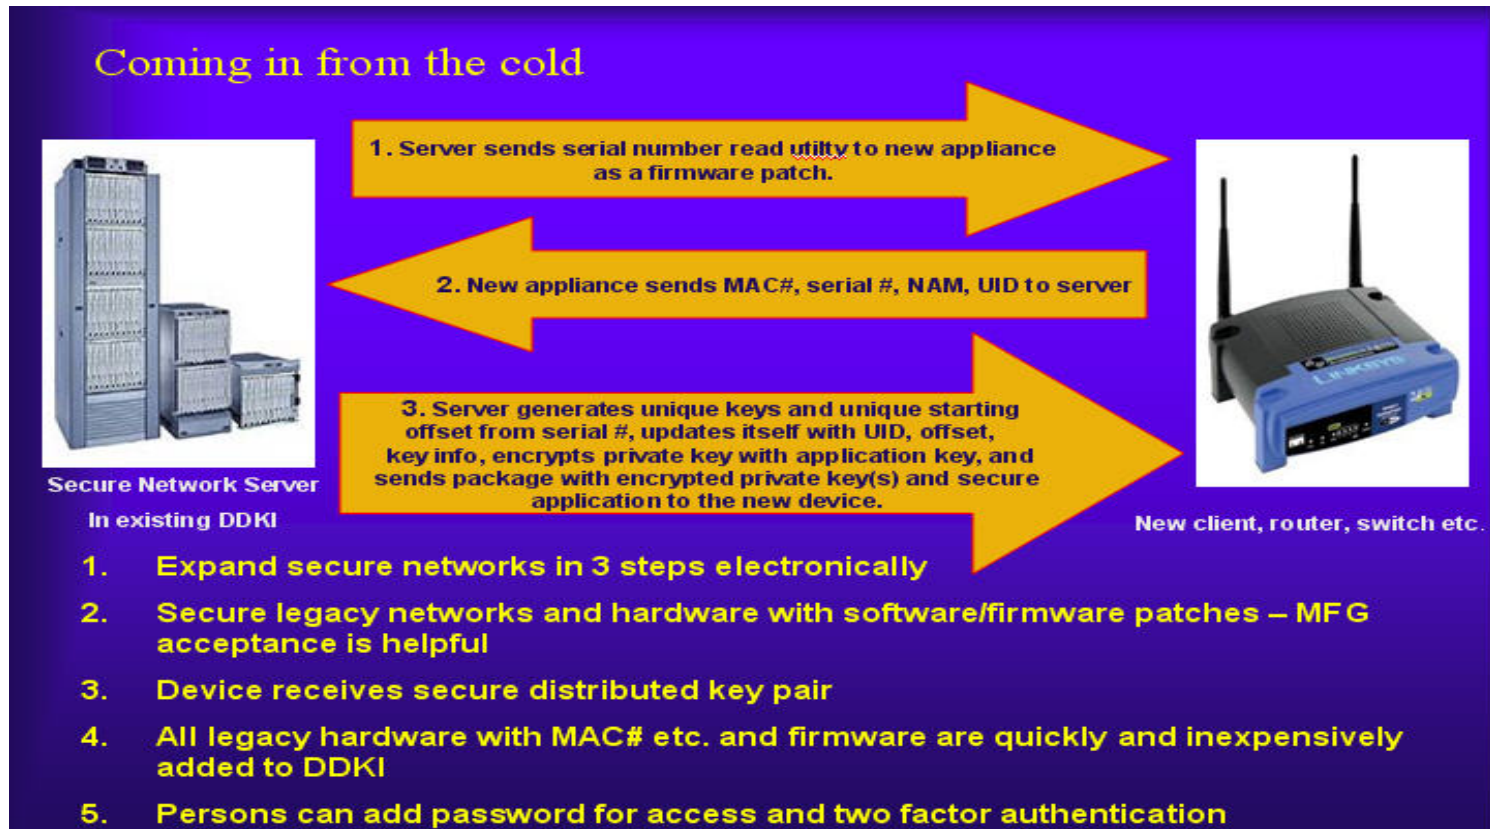 Coming in from the cold
1. Server sends serial number read utilty to new appliance
as a firmware patch.
2. New appliance sends MAC#, serial #, NAM, UID to server
3. Server generates unique keys and unique starting
offset from serial #, updates itself with UID, offset,
key info, encrypts private key with application key, and
sends package with encrypted private key(s) and secure
application to the new device.
LINKSYS
Secure Network Server
In existing DDKI
New client, router, switch etc.
1. Expand secure networks in 3 steps electronically
2. Secure legacy networks and hardware with software/firmware patches – MFG
acceptance is helpful
3. Device receives secure distributed key pair
4. All legacy hardware with MAC# etc. and firmware are quickly and inexpensively
added to DDKI
5. Persons can add password for access and two factor authentication